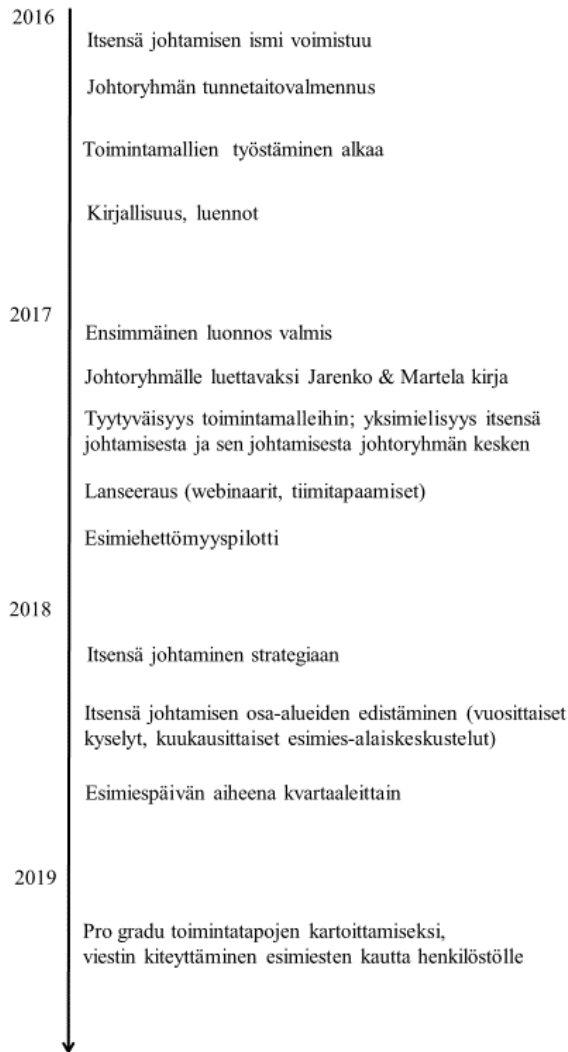 2016
Itsensä johtamisen ismi voimistuu
Johtoryhmän tunnetaitovalmennus
Toimintamallien työstäminen alkaa
Kirjallisuus, luennot
2017
Ensimmäinen luonnos valmis
Johtoryhmälle luettavaksi Jarenko & Martela kirja
Tyytyväisyys toimintamalleihin; yksimielisyys itsensä
johtamisesta ja sen johtamisesta johtoryhmän kesken
Lanseeraus (webinaarit, tiimitapaamiset)
Esimiehettömyyspilotti
2018
Itsensä johtaminen strategiaan
Itsensä johtamisen osa-alueiden edistäminen (vuosittaiset
kyselyt, kuukausittaiset esimies-alaiskeskustelut)
Esimiespäivän aiheena kvartaaleittain
2019
Pro gradu toimintatapojen kartoittamiseksi,
viestin kiteyttäminen esimiesten kautta henkilöstölle